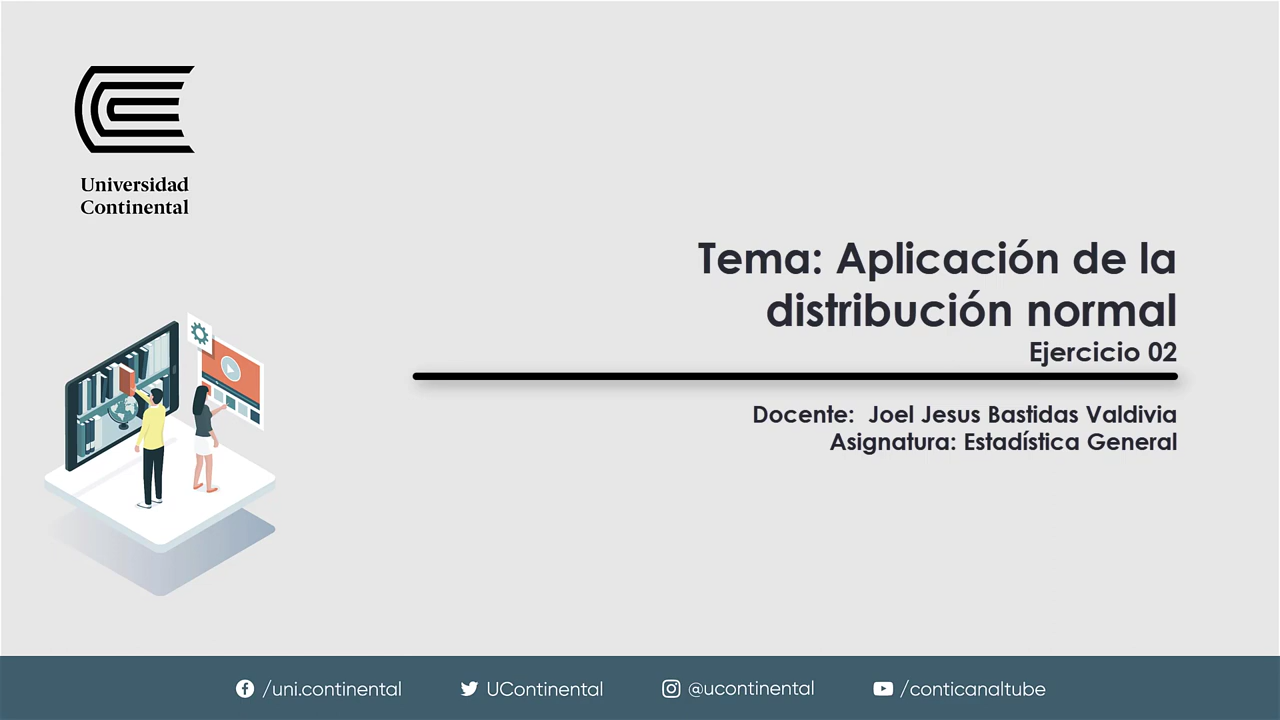 Universidad
Continental
Tema: Aplicación de la
distribución normal
Ejercicio 02
Docente: Joel Jesus Bastidas Valdivia
Asignatura: Estadística General
/uni.continental
UContinental
@ucontinental
/conticanaltube